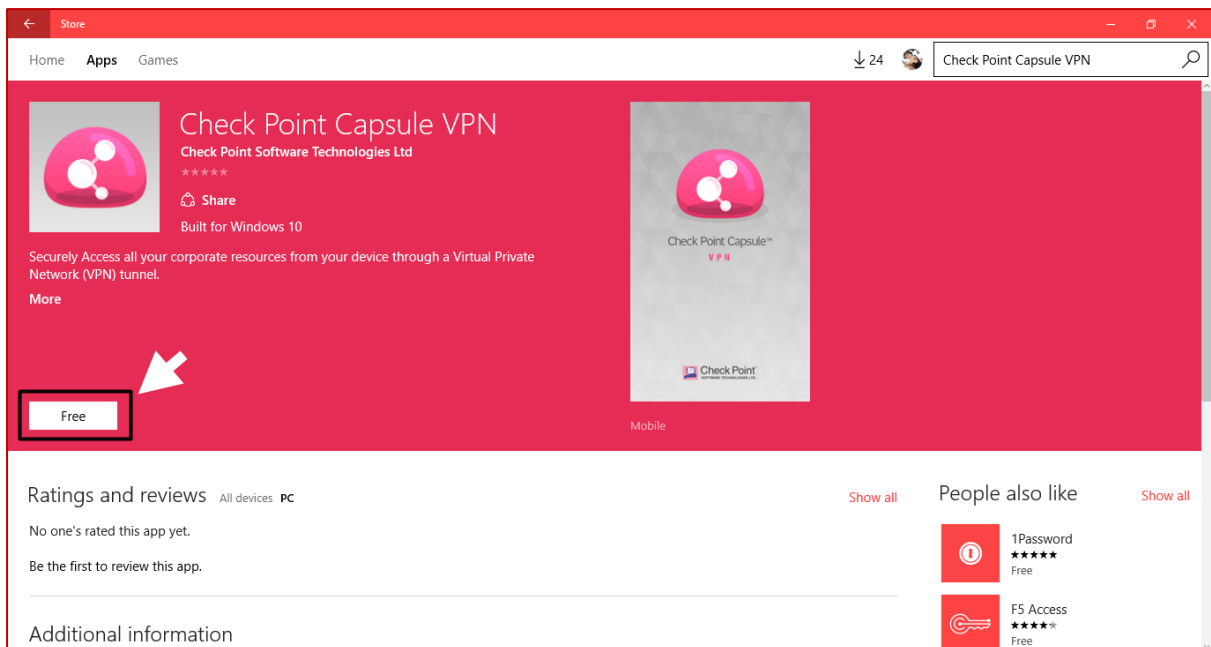 Store
Home Apps Games
24
Check Point Capsule VPN
Check Point Capsule VPN
Check Point Software Technologies Ltd
Share
Built for Windows 10
Securely Access all your corporate resources from your device through a Virtual Private
Network (VPN) tunnel.
More
Free
Check Point Capsule™
VPN
Check Point
SOFTWARE TECHNOLOGIES LTD.
Mobile
Ratings and reviews All devices PC
Show all
No one's rated this app yet.
Be the first to review this app.
Additional information
People also like
Show all
1Password
Free
F5 Access
Free